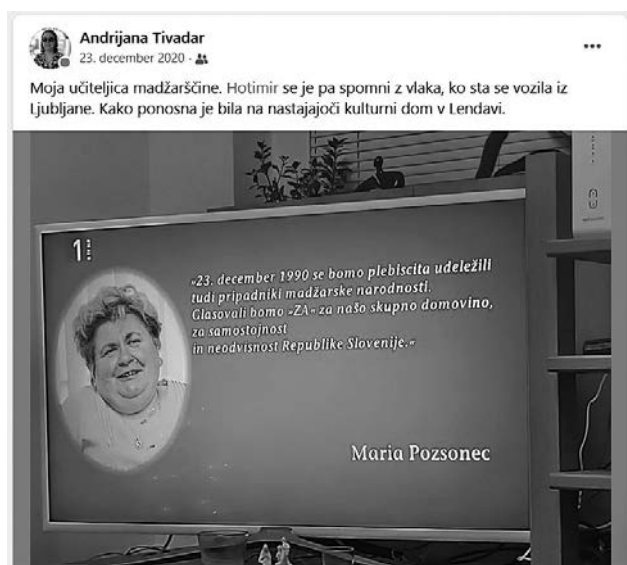 Andrijana Tivadar
23. december 2020 ·
Moja učiteljica madžarščine. Hotimir se je pa spomni z vlaka, ko sta se vozila iz
Ljubljane. Kako ponosna je bila na nastajajoči kulturni dom v Lendavi.
1
»23. december 1990 se bomo plebiscita udeležili
tudi pripadniki madžarske narodnosti.
Glasovali bomo »ZA« za našo skupno domovino,
za samostojnost
in neodvisnost Republike Slovenije.«
Maria Pozsonec